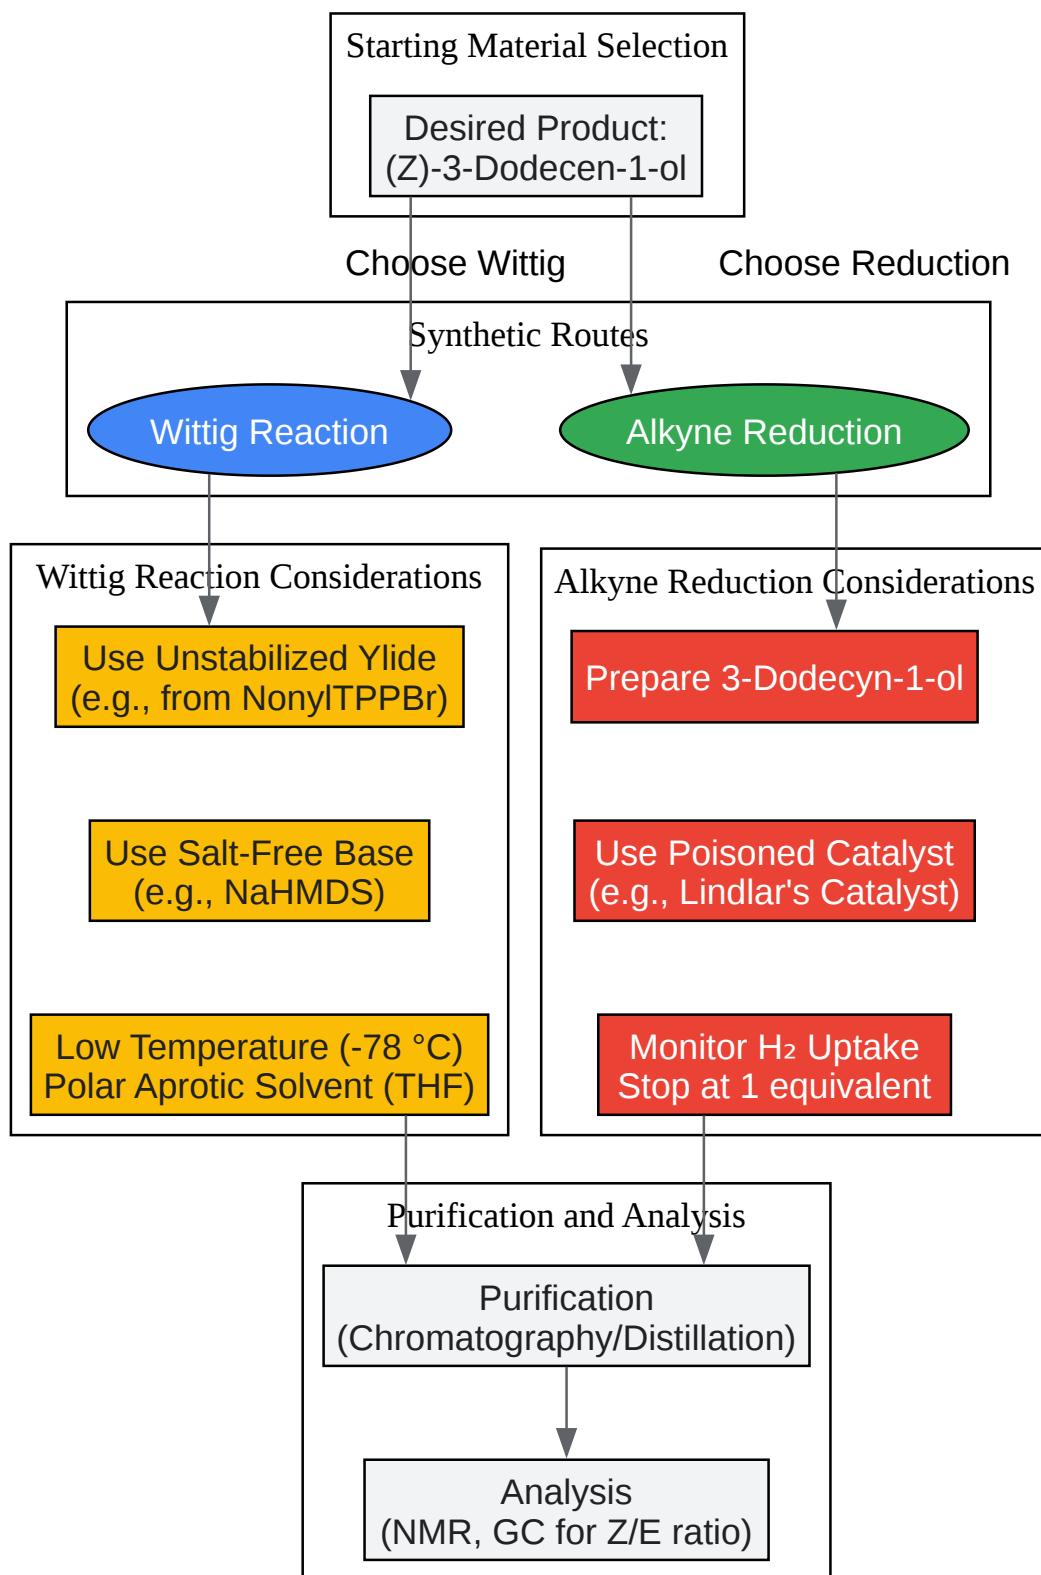 Starting Material Selection
Desired Product:
(Z)-3-Dodecen-1-ol
Choose Wittig
Choose Reduction
Synthetic Routes
Wittig Reaction
Alkyne Reduction
Wittig Reaction Considerations
Use Unstabilized Ylide
(e.g., from NonylTPPBr)
Use Salt-Free Base
(e.g., NaHMDS)
Low Temperature (-78 °C)
Polar Aprotic Solvent (THF)
Alkyne Reduction Considerations
Prepare 3-Dodecyn-1-ol
Use Poisoned Catalyst
(e.g., Lindlar's Catalyst)
Monitor H₂ Uptake
Stop at 1 equivalent
Purification and Analysis
Purification
(Chromatography/Distillation)
Analysis
(NMR, GC for Z/E ratio)